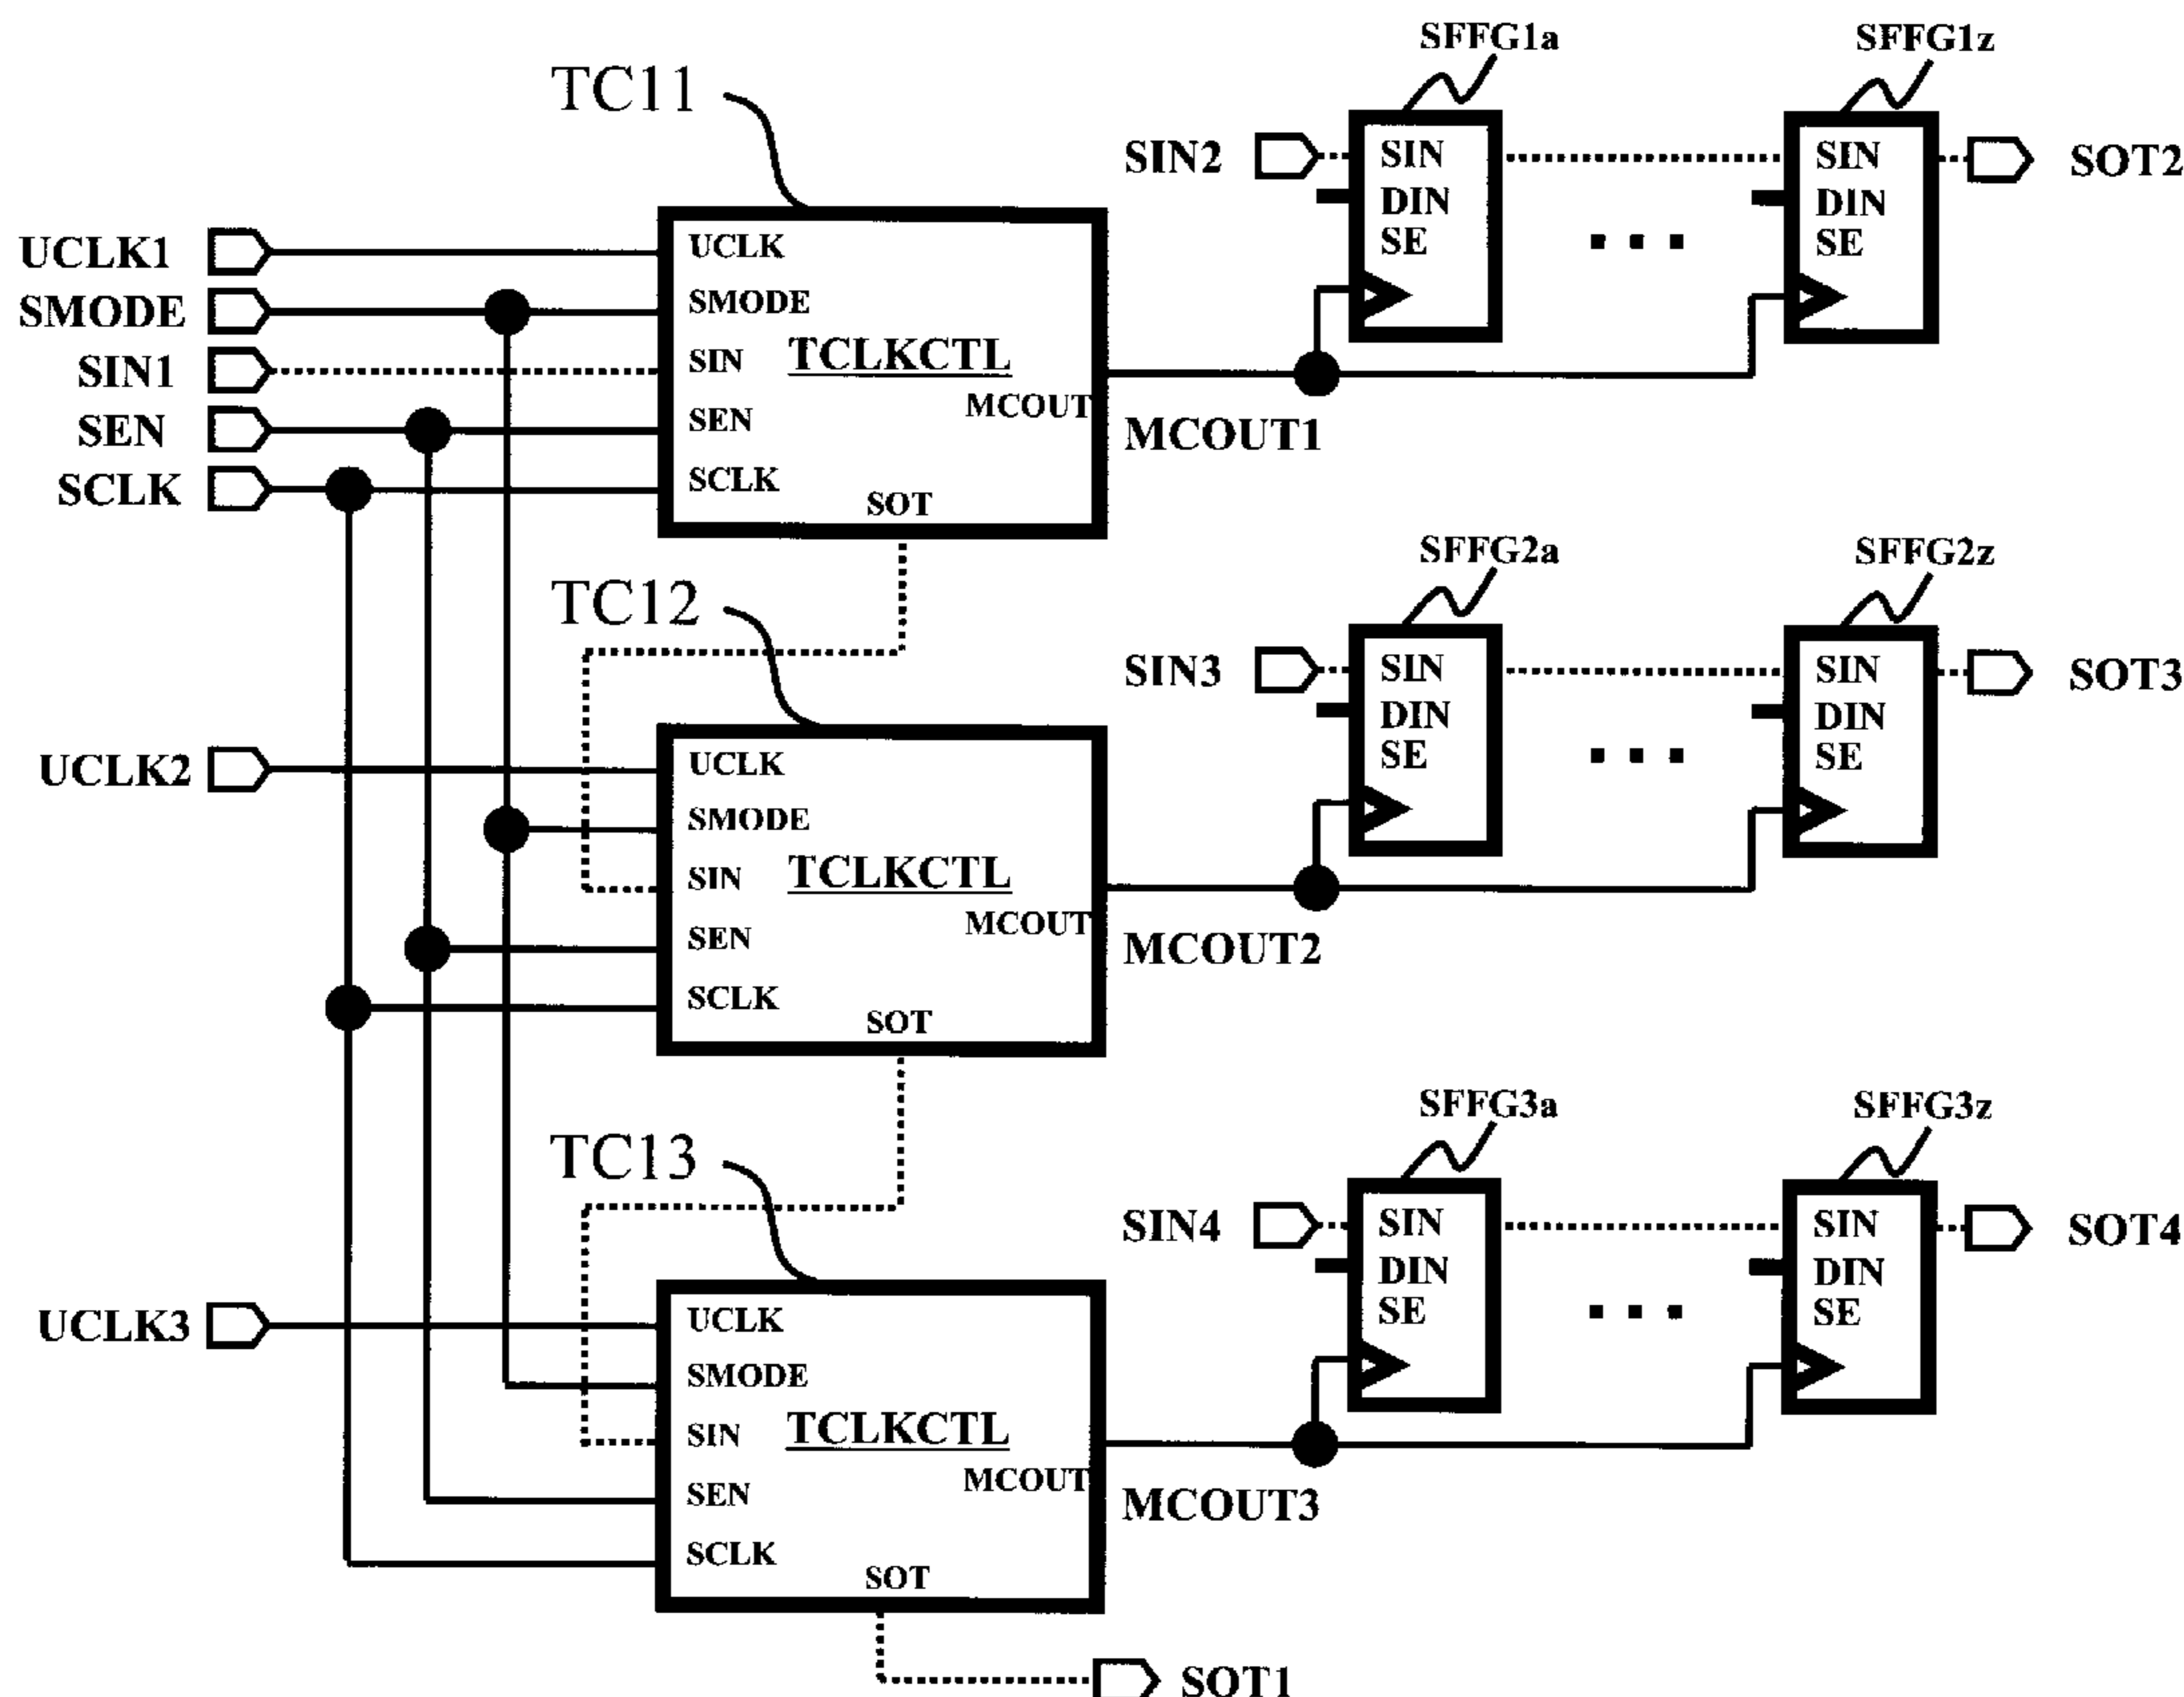 SFFG1a
SFFG1z
TC11
SIN2
SIN
DIN
SE
SIN
DIN
SE
SOT2
UCLK1
SMODE
SIN1
SEN
SCLK
UCLK
SMODE
SIN
SEN
SCLK
TCLKCTL
MCOUT
SOT
MCOUT1
SFFG2a
SFFG2z
TC12
SIN3
SIN
DIN
SE
SIN
DIN
SE
SOT3
UCLK2
UCLK
SMODE
SIN
SEN
SCLK
TCLKCTL
MCOUT
SOT
MCOUT2
SFFG3a
SFFG3z
TC13
SIN4
SIN
DIN
SE
SIN
DIN
SE
SOT4
UCLK3
UCLK
SMODE
SIN
SEN
SCLK
TCLKCTL
MCOUT
SOT
MCOUT3
SOT1